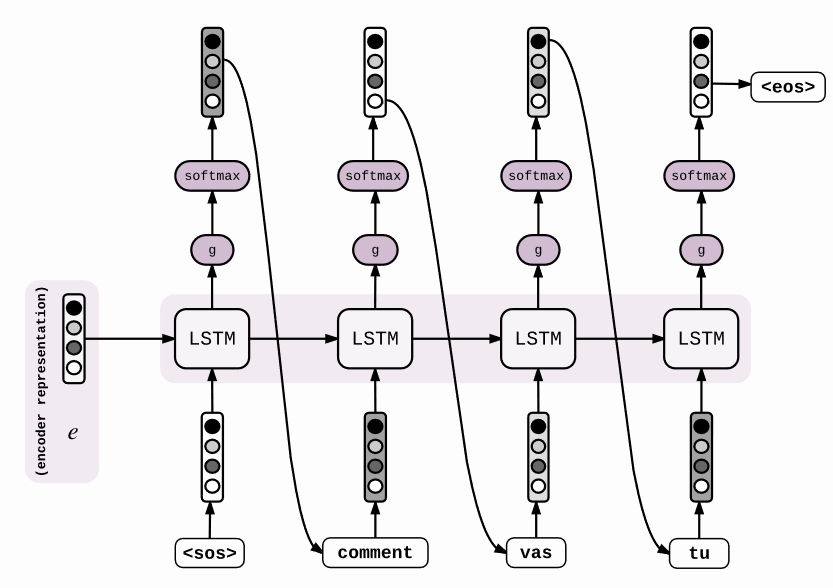 <eos>
softmax softmax softmax softmax
g g g g
(encoder representation)
LSTM LSTM LSTM LSTM
e
<sos> comment vas tu